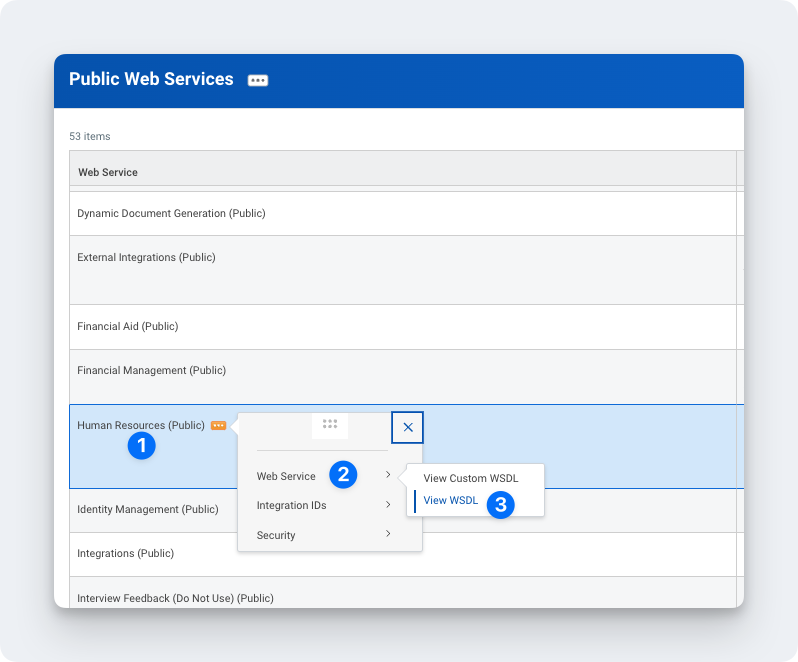 Public Web Services
53 items
Web Service
Dynamic Document Generation (Public)
External Integrations (Public)
Financial Aid (Public)
Financial Management (Public)
Human Resources (Public)
1
Web Service
2
View Custom WSDL
View WSDL
3
Integration IDs
Security
Identity Management (Public)
Integrations (Public)
Interview Feedback (Do Not Use) (Public)